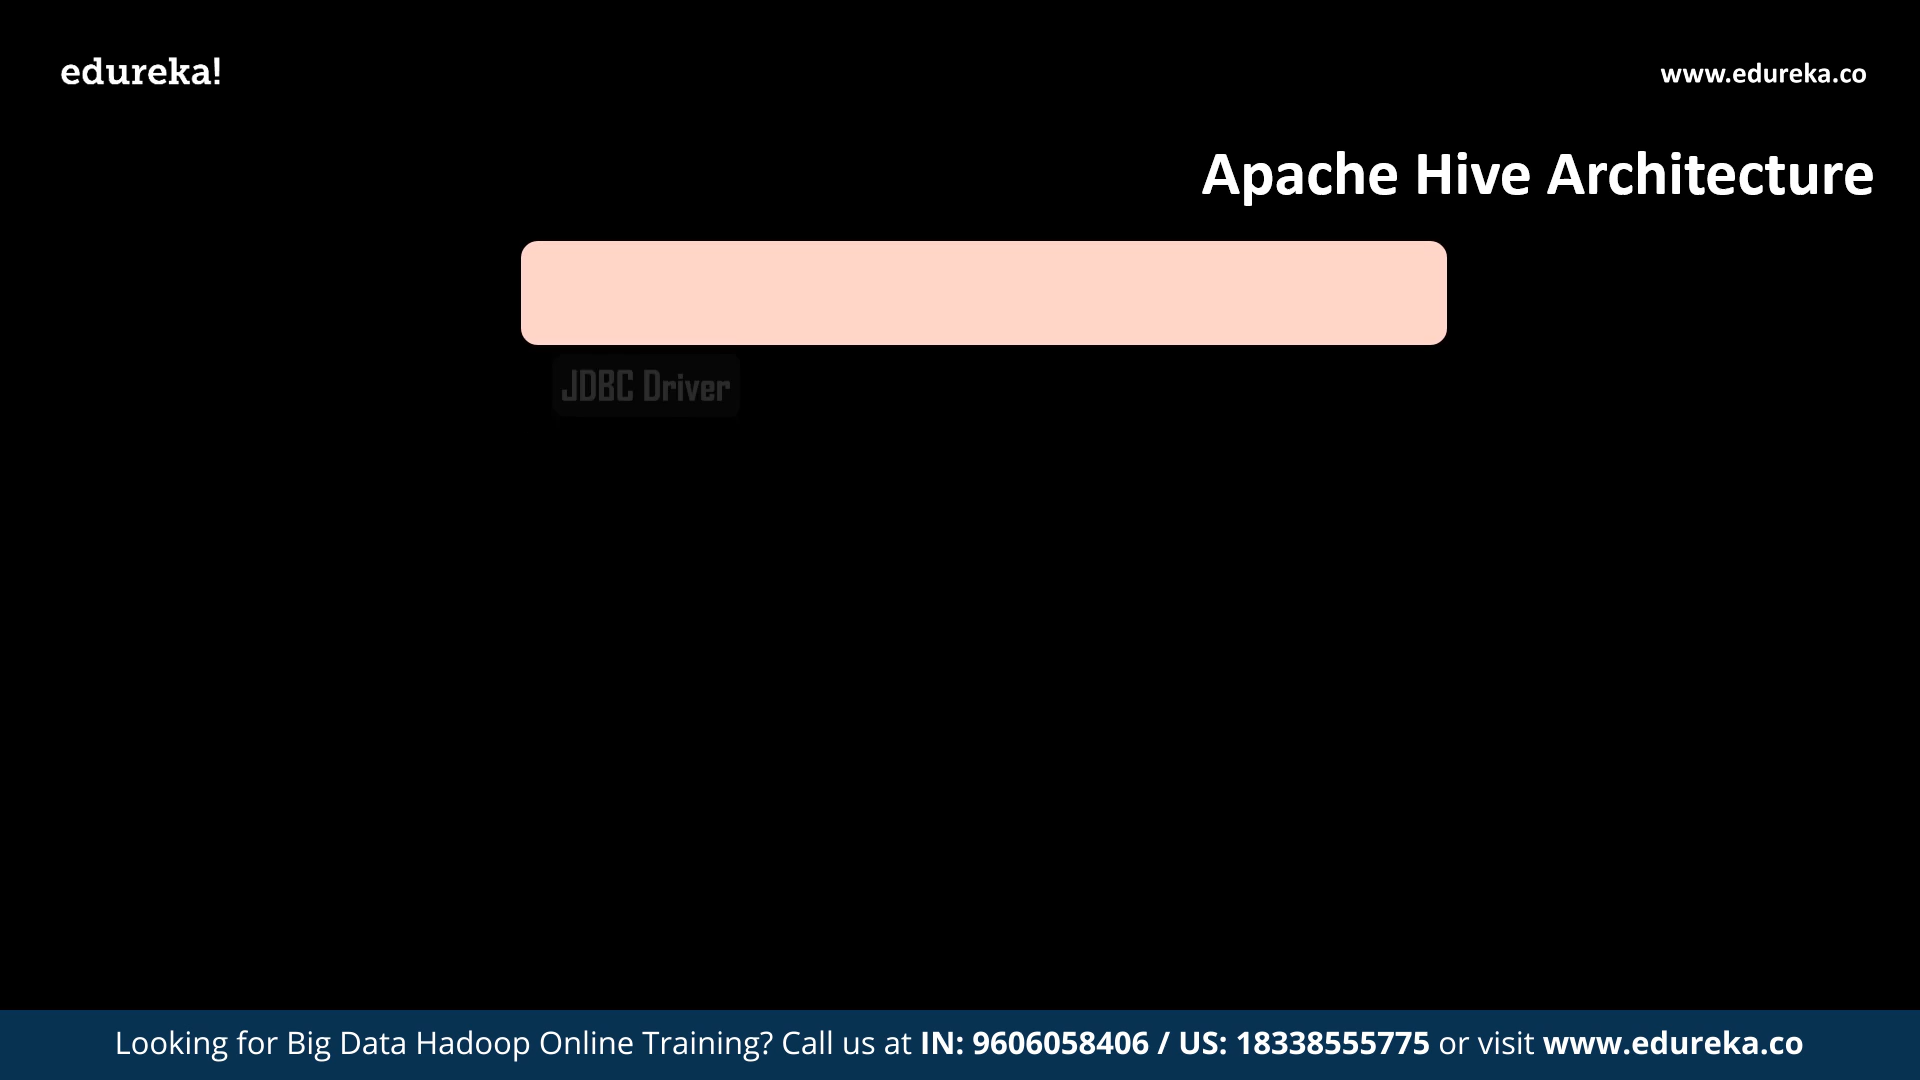 edureka!
www.edureka.co
Apache Hive Architecture
JDBC Driver
Looking for Big Data Hadoop Online Training? Call us at IN: 9606058406 / US: 18338555775 or visit www.edureka.co